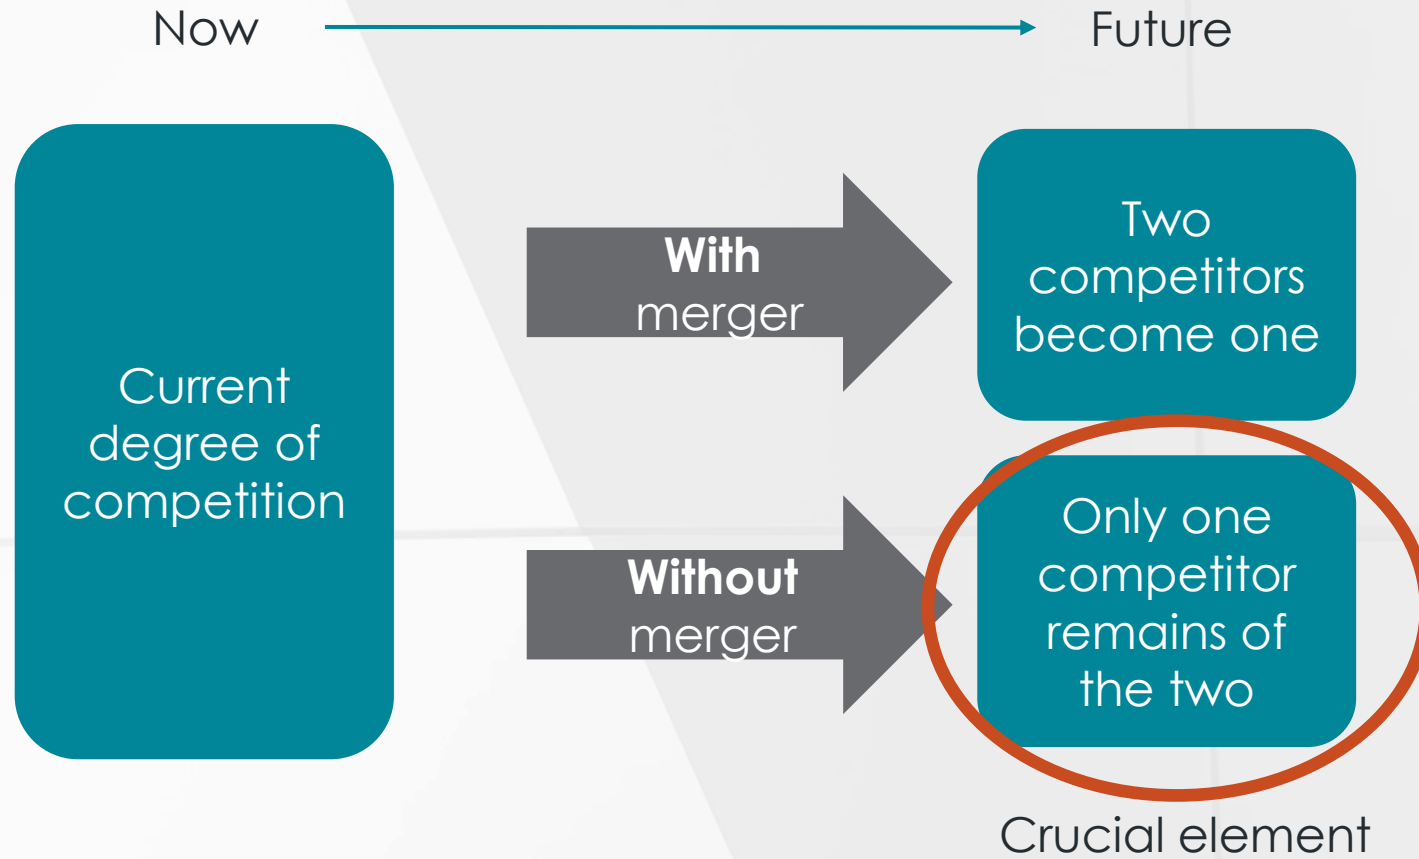 Now
Future
Current
degree of
competition
With
merger
Two
competitors
become one
Without
merger
Only one
competitor
remains of
the two
Crucial element